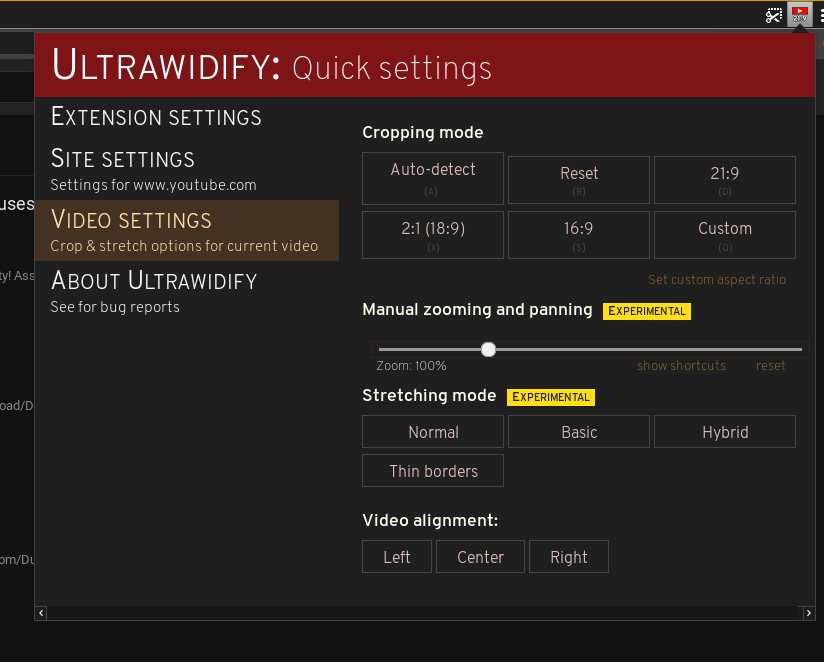 21:9
ULTRAWIDIFY: Quick settings
EXTENSION SETTINGS
SITE SETTINGS
Settings for www.youtube.com
VIDEO SETTINGS
Crop & stretch options for current video
ABOUT ULTRAWIDIFY
See for bug reports
uses
ty! Ass
oad/D
om/Du
Cropping mode
Auto-detect
(A)
Reset
(R)
21:9
(D)
2:1 (18:9)
(X)
16:9
(S)
Custom
(Q)
Set custom aspect ratio
Manual zooming and panning EXPERIMENTAL
Zoom: 100%
show shortcuts
reset
Stretching mode EXPERIMENTAL
Normal
Basic
Hybrid
Thin borders
Video alignment:
Left
Center
Right